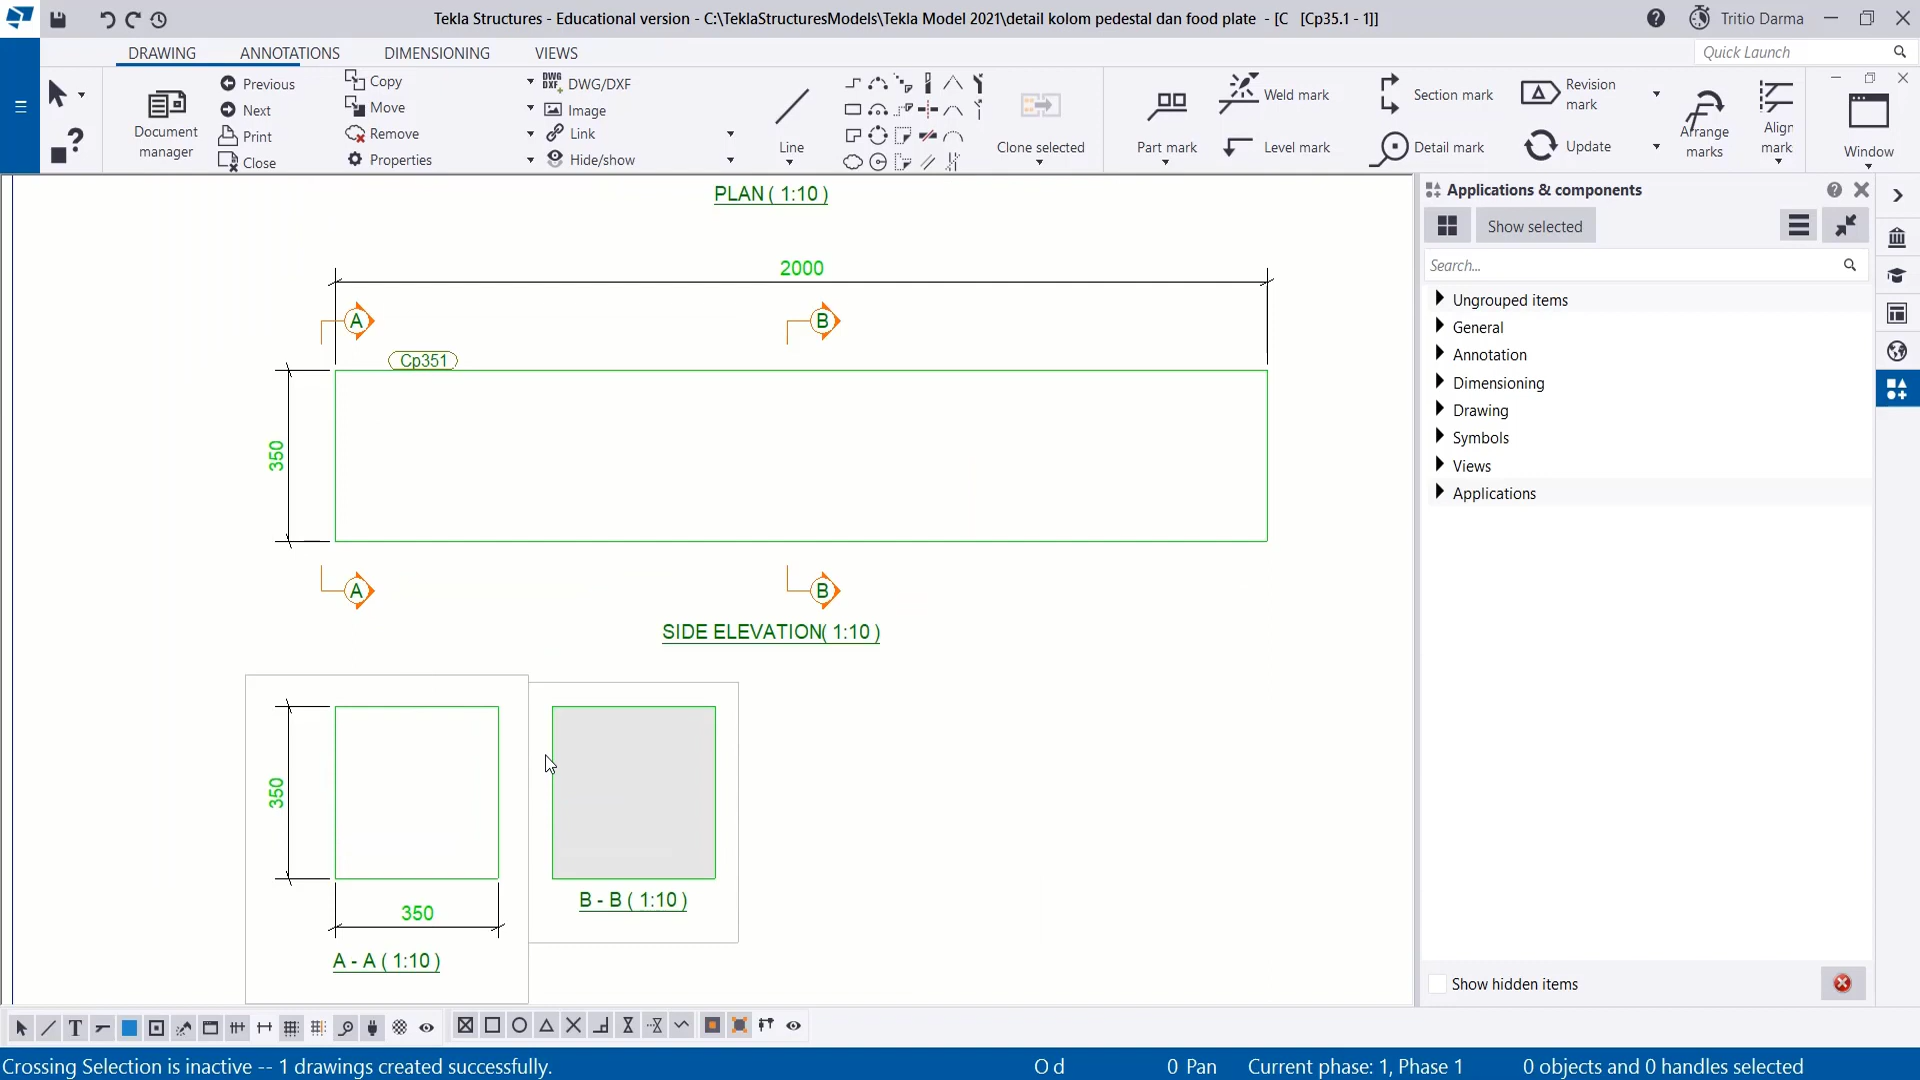 Tekla Structures - Educational version - C:\TeklaStructuresModels\Tekla Model 2021\detail kolom pedestal dan food plate - [C   [Cp35.1 - 1]]
Tritio Darma
DRAWING
ANNOTATIONS
DIMENSIONING
VIEWS
Quick Launch
Document manager
Previous
Next
Print
Close
Copy
Move
Remove
Properties
DWG/DXF
Image
Link
Hide/show
Line
Clone selected
Part mark
Weld mark
Level mark
Section mark
Detail mark
Revision mark
Update
Arrange marks
Align mark
Window
PLAN ( 1:10 )
2000
A
B
Cp351
350
A
B
SIDE ELEVATION( 1:10 )
350
350
A - A ( 1:10 )
B - B ( 1:10 )
Applications & components
Show selected
Search...
Ungrouped items
General
Annotation
Dimensioning
Drawing
Symbols
Views
Applications
Show hidden items
Crossing Selection is inactive -- 1 drawings created successfully.
O d
0 Pan
Current phase: 1, Phase 1
0 objects and 0 handles selected